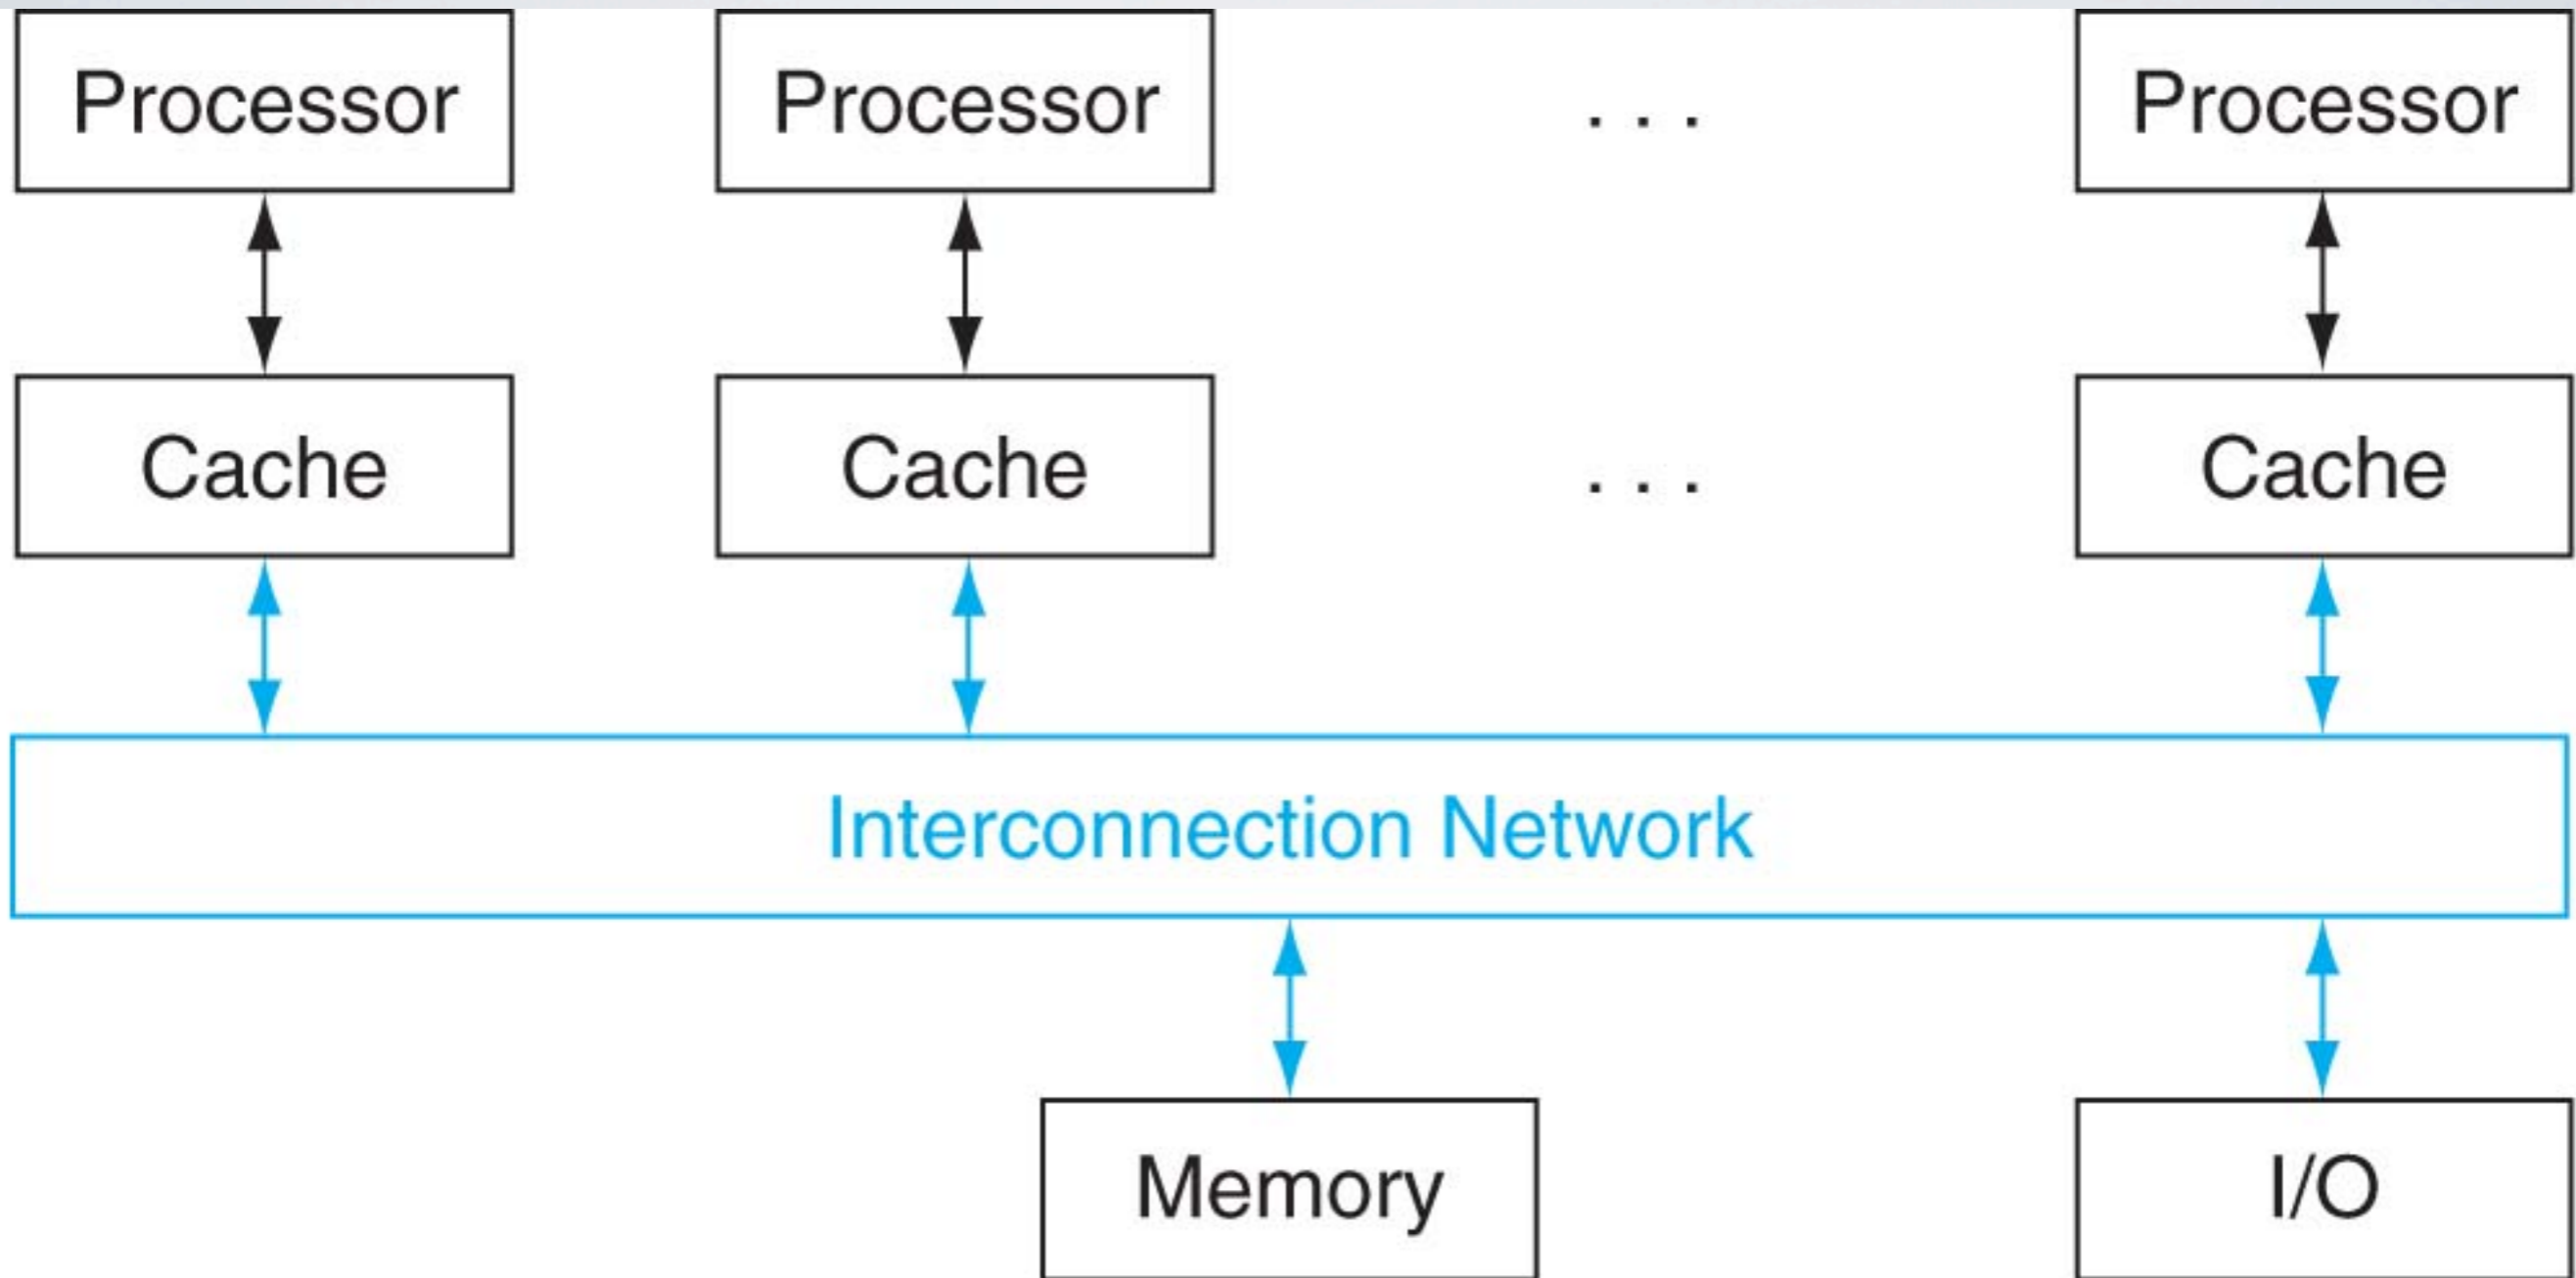 Processor Processor . . . Processor
Cache Cache . . . Cache
Interconnection Network
Memory I/O